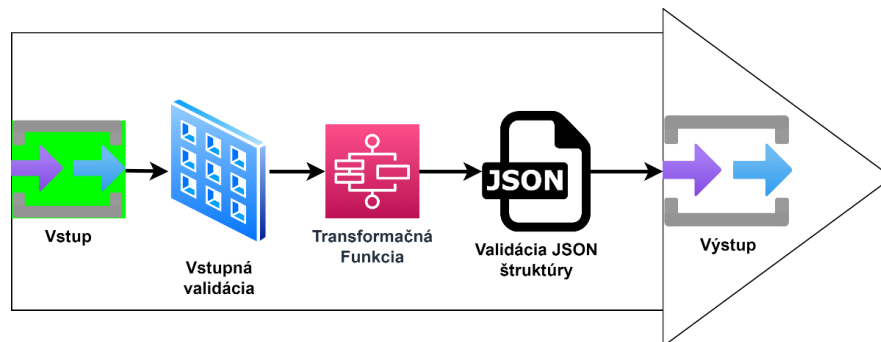 JSON
Vstup
Vstupná
validácia
Transformačná
Funkcia
Validácia JSON
štruktúry
Výstup